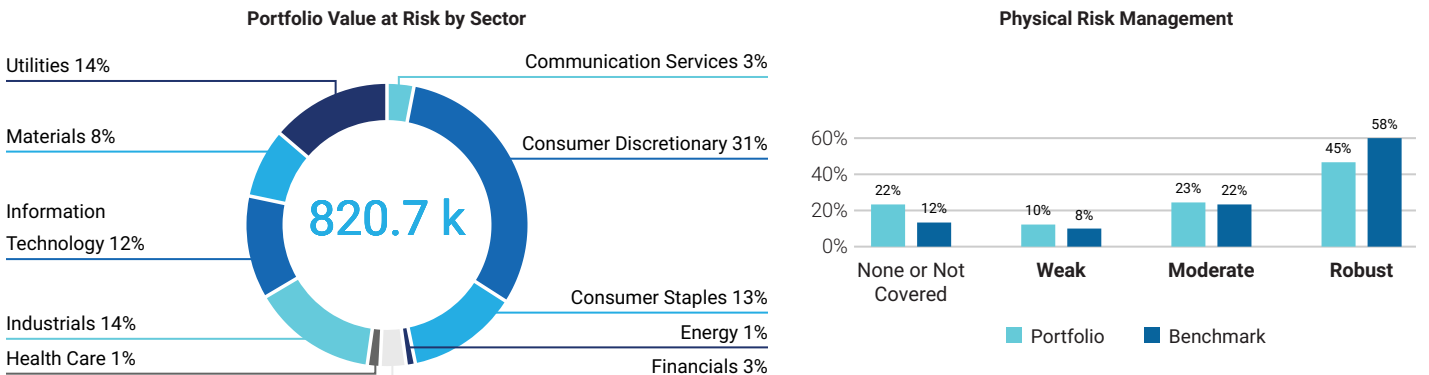 Portfolio Value at Risk by Sector
Utilities 14%
Materials 8%
Information
Technology 12%
Industrials 14%
Health Care 1%
820.7 k
Communication Services 3%
Consumer Discretionary 31%
Consumer Staples 13%
Energy 1%
Financials 3%
Physical Risk Management
60%
40%
20%
0%
22%
12%
10%
8%
23%
22%
45%
58%
None or Not
Covered
Weak
Moderate
Robust
Portfolio
Benchmark